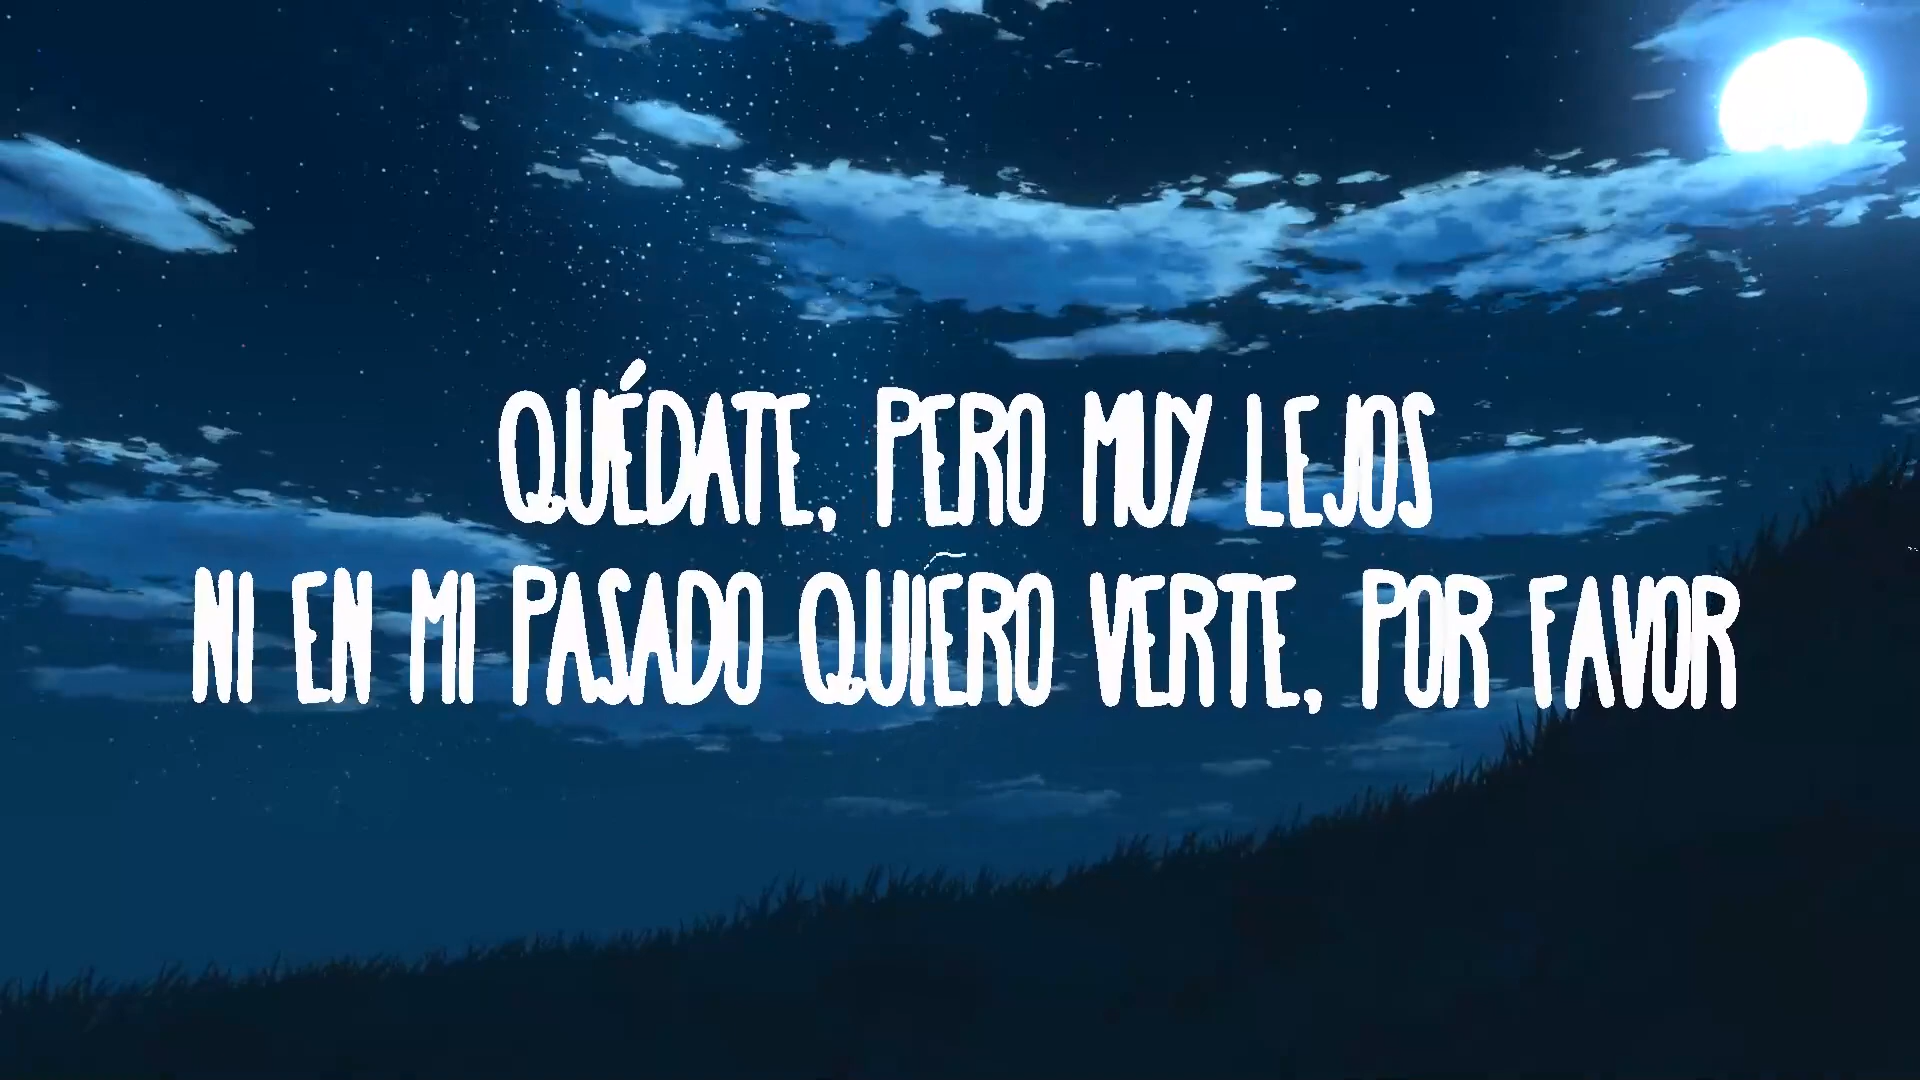 QUÉDATE, PERO MUY LEJOS
NI EN MI PASADO QUIERO VERTE, POR FAVOR